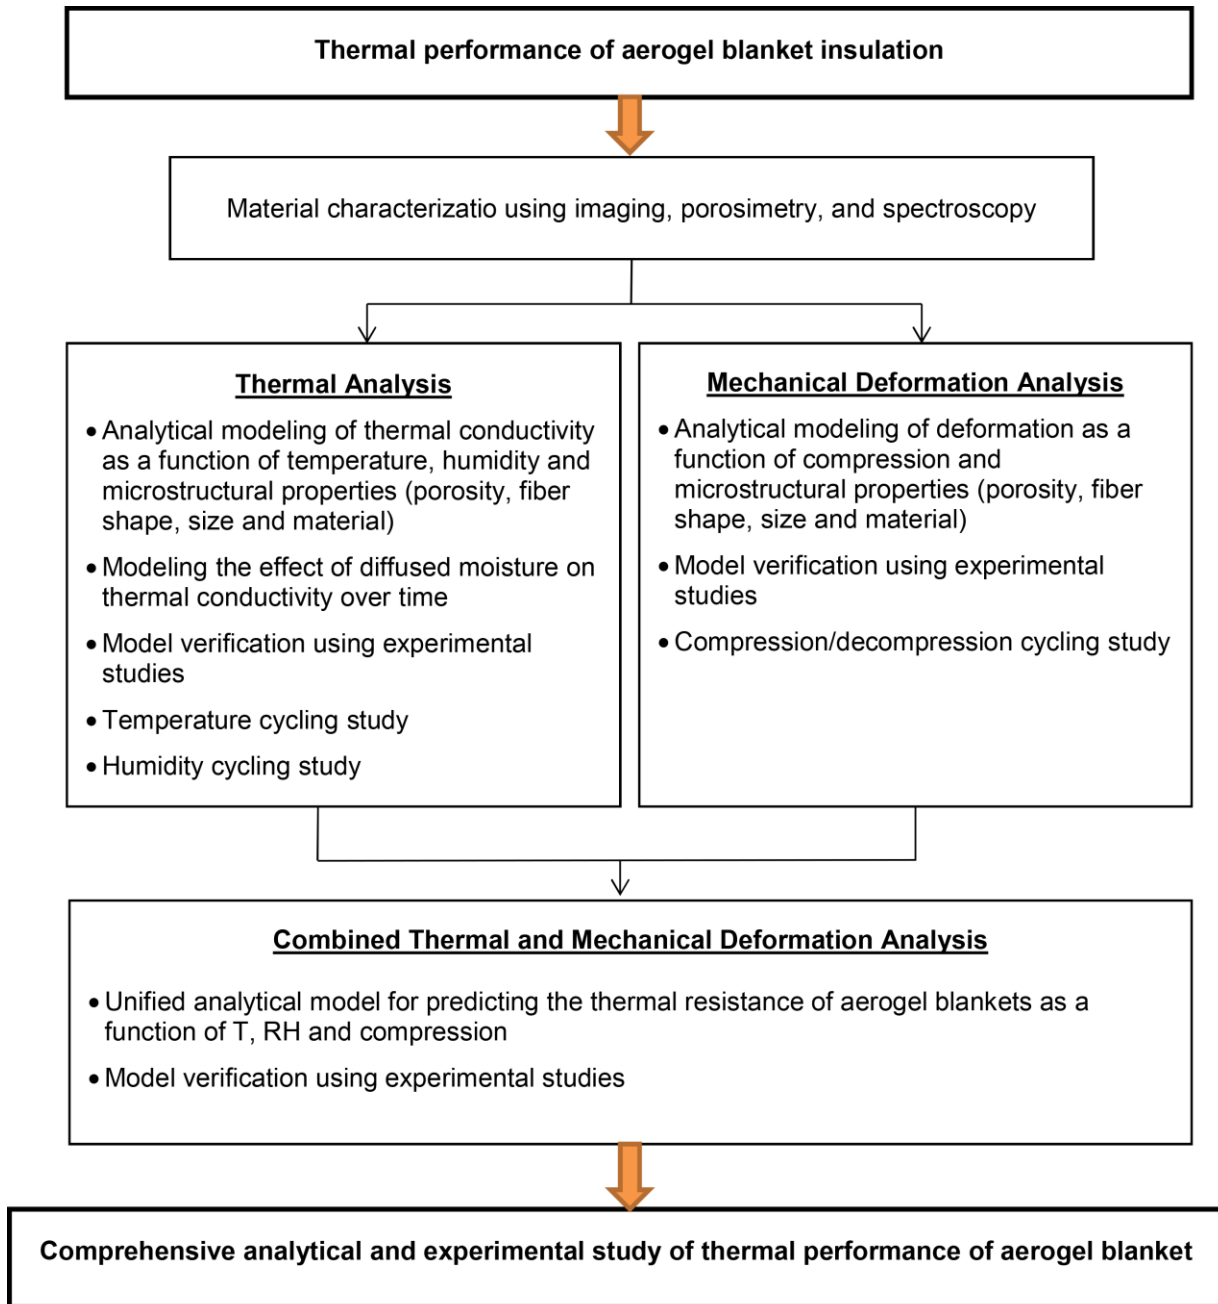 Thermal performance of aerogel blanket insulation
Material characterizatio using imaging, porosimetry, and spectroscopy
Thermal Analysis
• Analytical modeling of thermal conductivity
as a function of temperature, humidity and
microstructural properties (porosity, fiber
shape, size and material)
• Modeling the effect of diffused moisture on
thermal conductivity over time
• Model verification using experimental
studies
• Temperature cycling study
• Humidity cycling study
Mechanical Deformation Analysis
• Analytical modeling of deformation as a
function of compression and
microstructural properties (porosity, fiber
shape, size and material)
• Model verification using experimental
studies
• Compression/decompression cycling study
Combined Thermal and Mechanical Deformation Analysis
• Unified analytical model for predicting the thermal resistance of aerogel blankets as a
function of T, RH and compression
• Model verification using experimental studies
Comprehensive analytical and experimental study of thermal performance of aerogel blanket